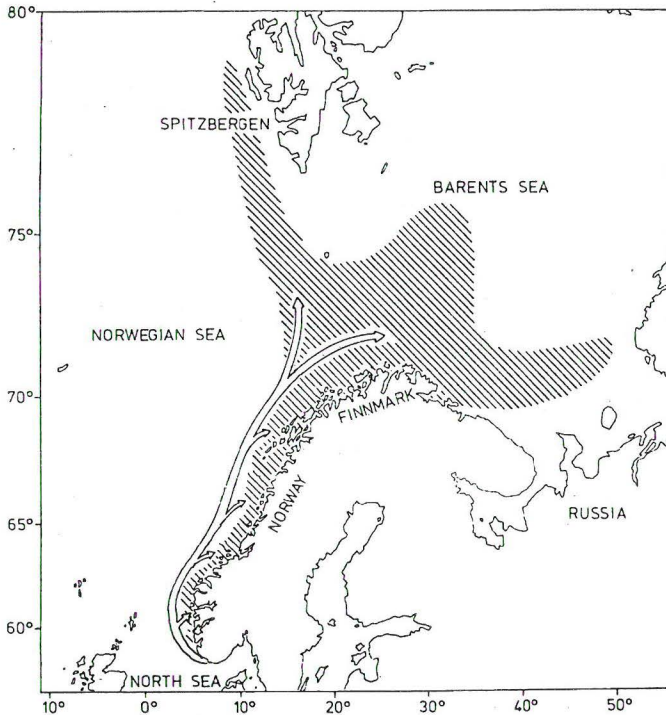 80°
SPITZBERGEN
BARENTS SEA
75°
NORWEGIAN SEA
70°
FINNMARK
NORWAY
RUSSIA
65°
60°
NORTH SEA
10° 0° 10° 20° 30° 40° 50°